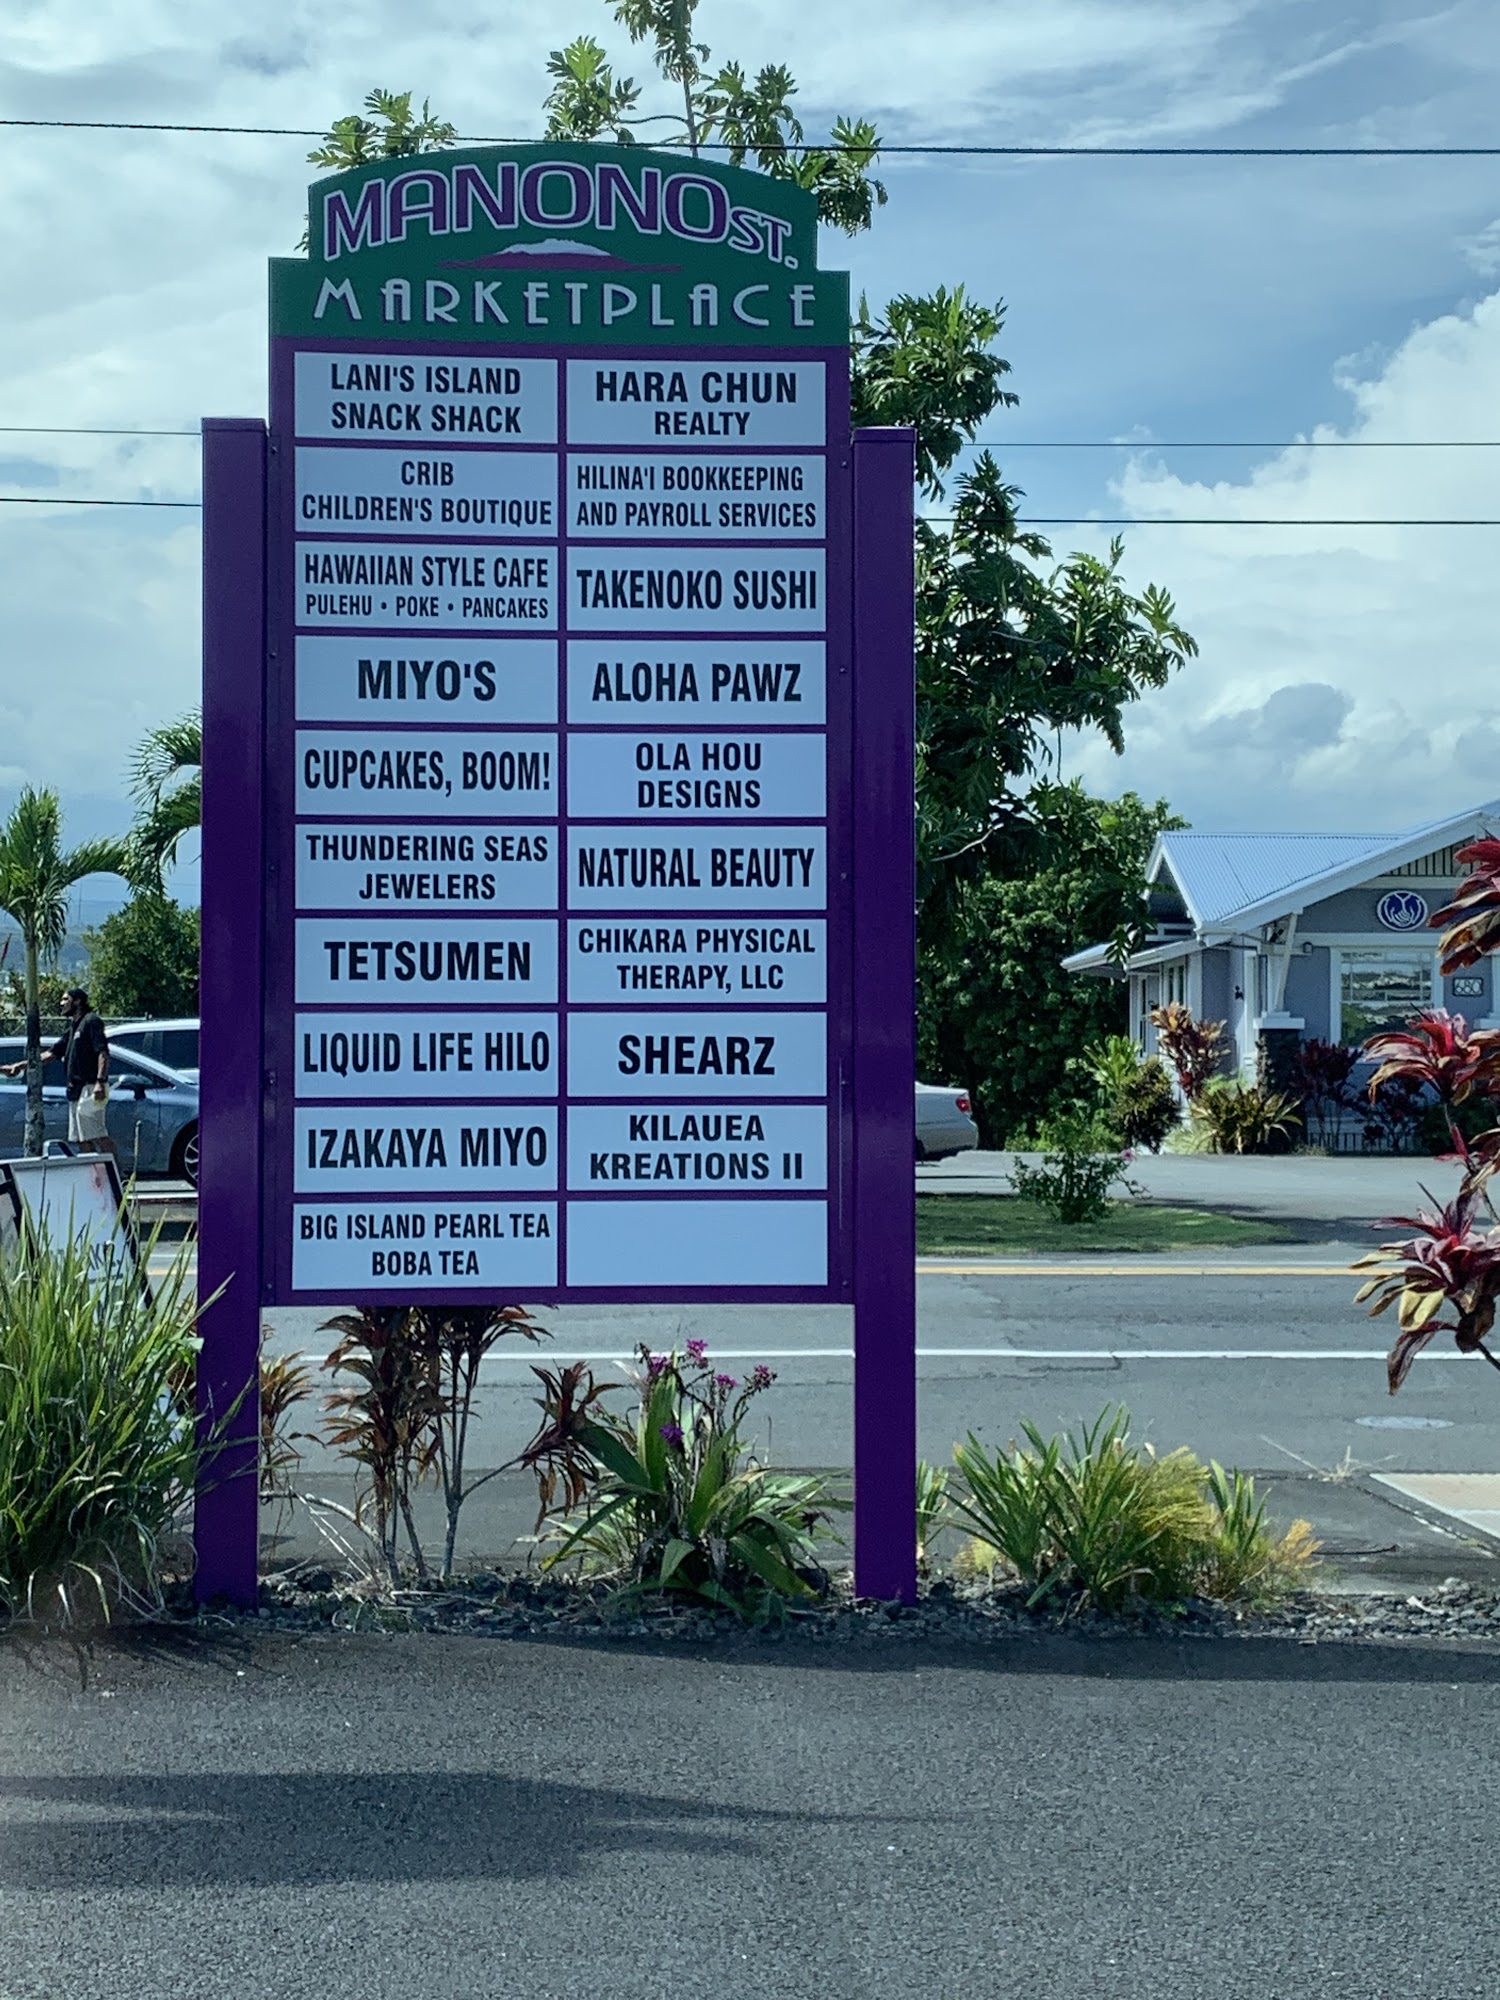 MANONO ST.
MARKETPLACE
LANI'S ISLAND
SNACK SHACK
HARA CHUN
REALTY
CRIB
CHILDREN'S BOUTIQUE
HILINA'I BOOKKEEPING
AND PAYROLL SERVICES
HAWAIIAN STYLE CAFE
PULEHU • POKE • PANCAKES
TAKENOKO SUSHI
MIYO'S
ALOHA PAWZ
CUPCAKES, BOOM!
OLA HOU
DESIGNS
THUNDERING SEAS
JEWELERS
NATURAL BEAUTY
TETSUMEN
CHIKARA PHYSICAL
THERAPY, LLC
LIQUID LIFE HILO
SHEARZ
IZAKAYA MIYO
KILAUEA
KREATIONS II
BIG ISLAND PEARL TEA
BOBA TEA
680